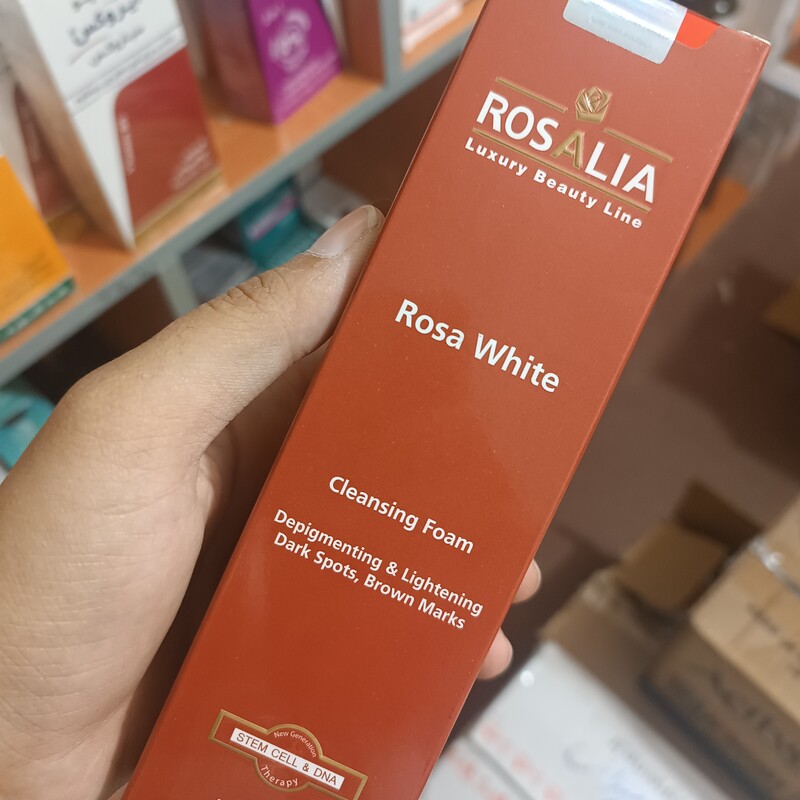 ROSALIA
Luxury Beauty Line
Rosa White
Cleansing Foam
Depigmenting & Lightening
Dark Spots, Brown Marks
New Generation
STEM CELL & DNA
Therapy